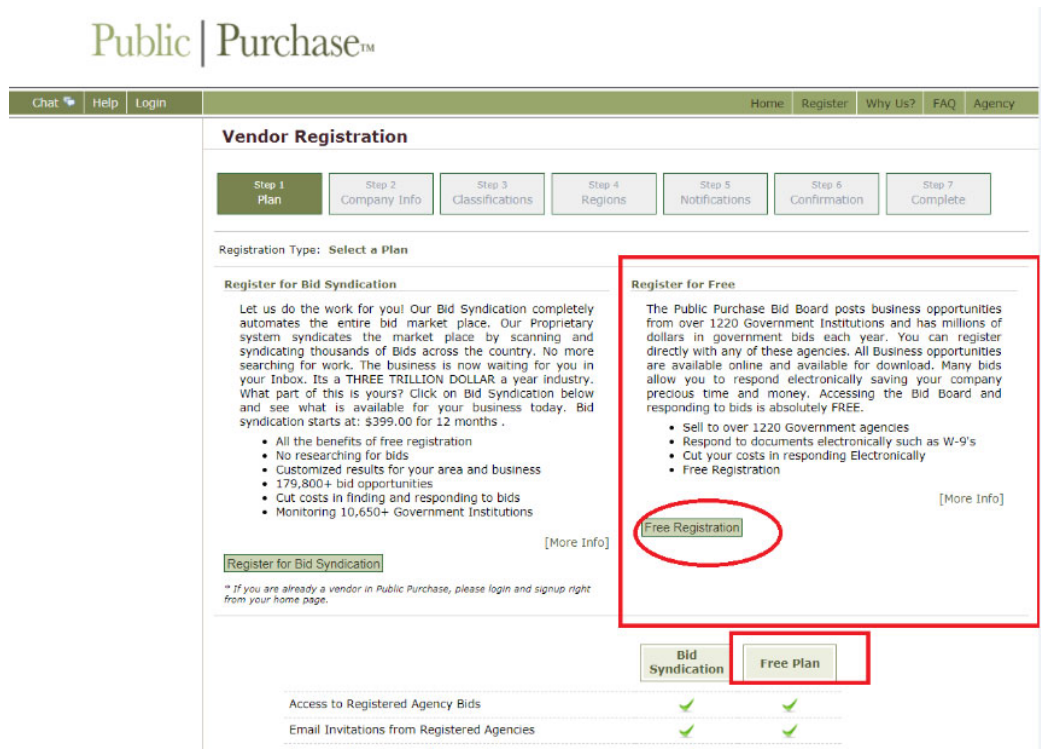 Public | Purchase™
Chat Help Login Home Register Why Us? FAQ Agency
Vendor Registration
Step 1
Plan
Step 2
Company Info
Step 3
Classifications
Step 4
Regions
Step 5
Notifications
Step 6
Confirmation
Step 7
Complete
Registration Type: Select a Plan
Register for Bid Syndication
Let us do the work for you! Our Bid Syndication completely
automates the entire bid market place. Our Proprietary
system syndicates the market place by scanning and
syndicating thousands of Bids across the country. No more
searching for work. The business is now waiting for you in
your Inbox. Its a THREE TRILLION DOLLAR a year industry.
What part of this is yours? Click on Bid Syndication below
and see what is available for your business today. Bid
syndication starts at: $399.00 for 12 months .
• All the benefits of free registration
• No researching for bids
• Customized results for your area and business
• 179,800+ bid opportunities
• Cut costs in finding and responding to bids
• Monitoring 10,650+ Government Institutions
[More Info]
Register for Bid Syndication
* If you are already a vendor in Public Purchase, please login and signup right
from your home page.
Register for Free
The Public Purchase Bid Board posts business opportunities
from over 1220 Government Institutions and has millions of
dollars in government bids each year. You can register
directly with any of these agencies. All Business opportunities
are available online and available for download. Many bids
allow you to respond electronically saving your company
precious time and money. Accessing the Bid Board and
responding to bids is absolutely FREE.
• Sell to over 1220 Government agencies
• Respond to documents electronically such as W-9's
• Cut your costs in responding Electronically
• Free Registration
[More Info]
Free Registration
Bid
Syndication
Free Plan
Access to Registered Agency Bids
Email Invitations from Registered Agencies